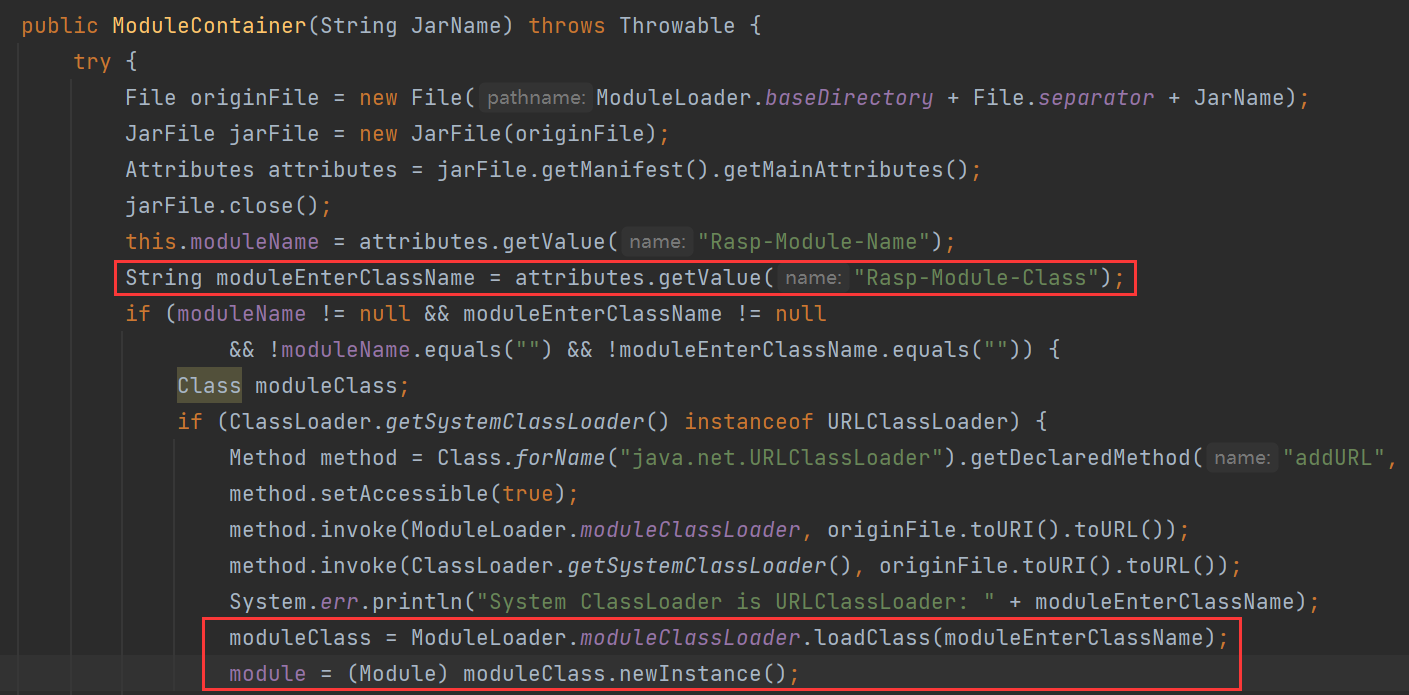 public ModuleContainer(String JarName) throws Throwable {
try {
File originFile = new File( pathname: ModuleLoader.baseDirectory + File.separator + JarName);
JarFile jarFile = new JarFile(originFile);
Attributes attributes = jarFile.getManifest().getMainAttributes();
jarFile.close();
this.moduleName = attributes.getValue( name: "Rasp-Module-Name");
String moduleEnterClassName = attributes.getValue( name: "Rasp-Module-Class");
if (moduleName != null && moduleEnterClassName != null
&& !moduleName.equals("") && !moduleEnterClassName.equals("")) {
Class moduleClass;
if (ClassLoader.getSystemClassLoader() instanceof URLClassLoader) {
Method method = Class.forName("java.net.URLClassLoader").getDeclaredMethod( name: "addURL",
method.setAccessible(true);
method.invoke(ModuleLoader.moduleClassLoader, originFile.toURI().toURL());
method.invoke(ClassLoader.getSystemClassLoader(), originFile.toURI().toURL());
System.err.println("System ClassLoader is URLClassLoader: " + moduleEnterClassName);
moduleClass = ModuleLoader.moduleClassLoader.loadClass(moduleEnterClassName);
module = (Module) moduleClass.newInstance();